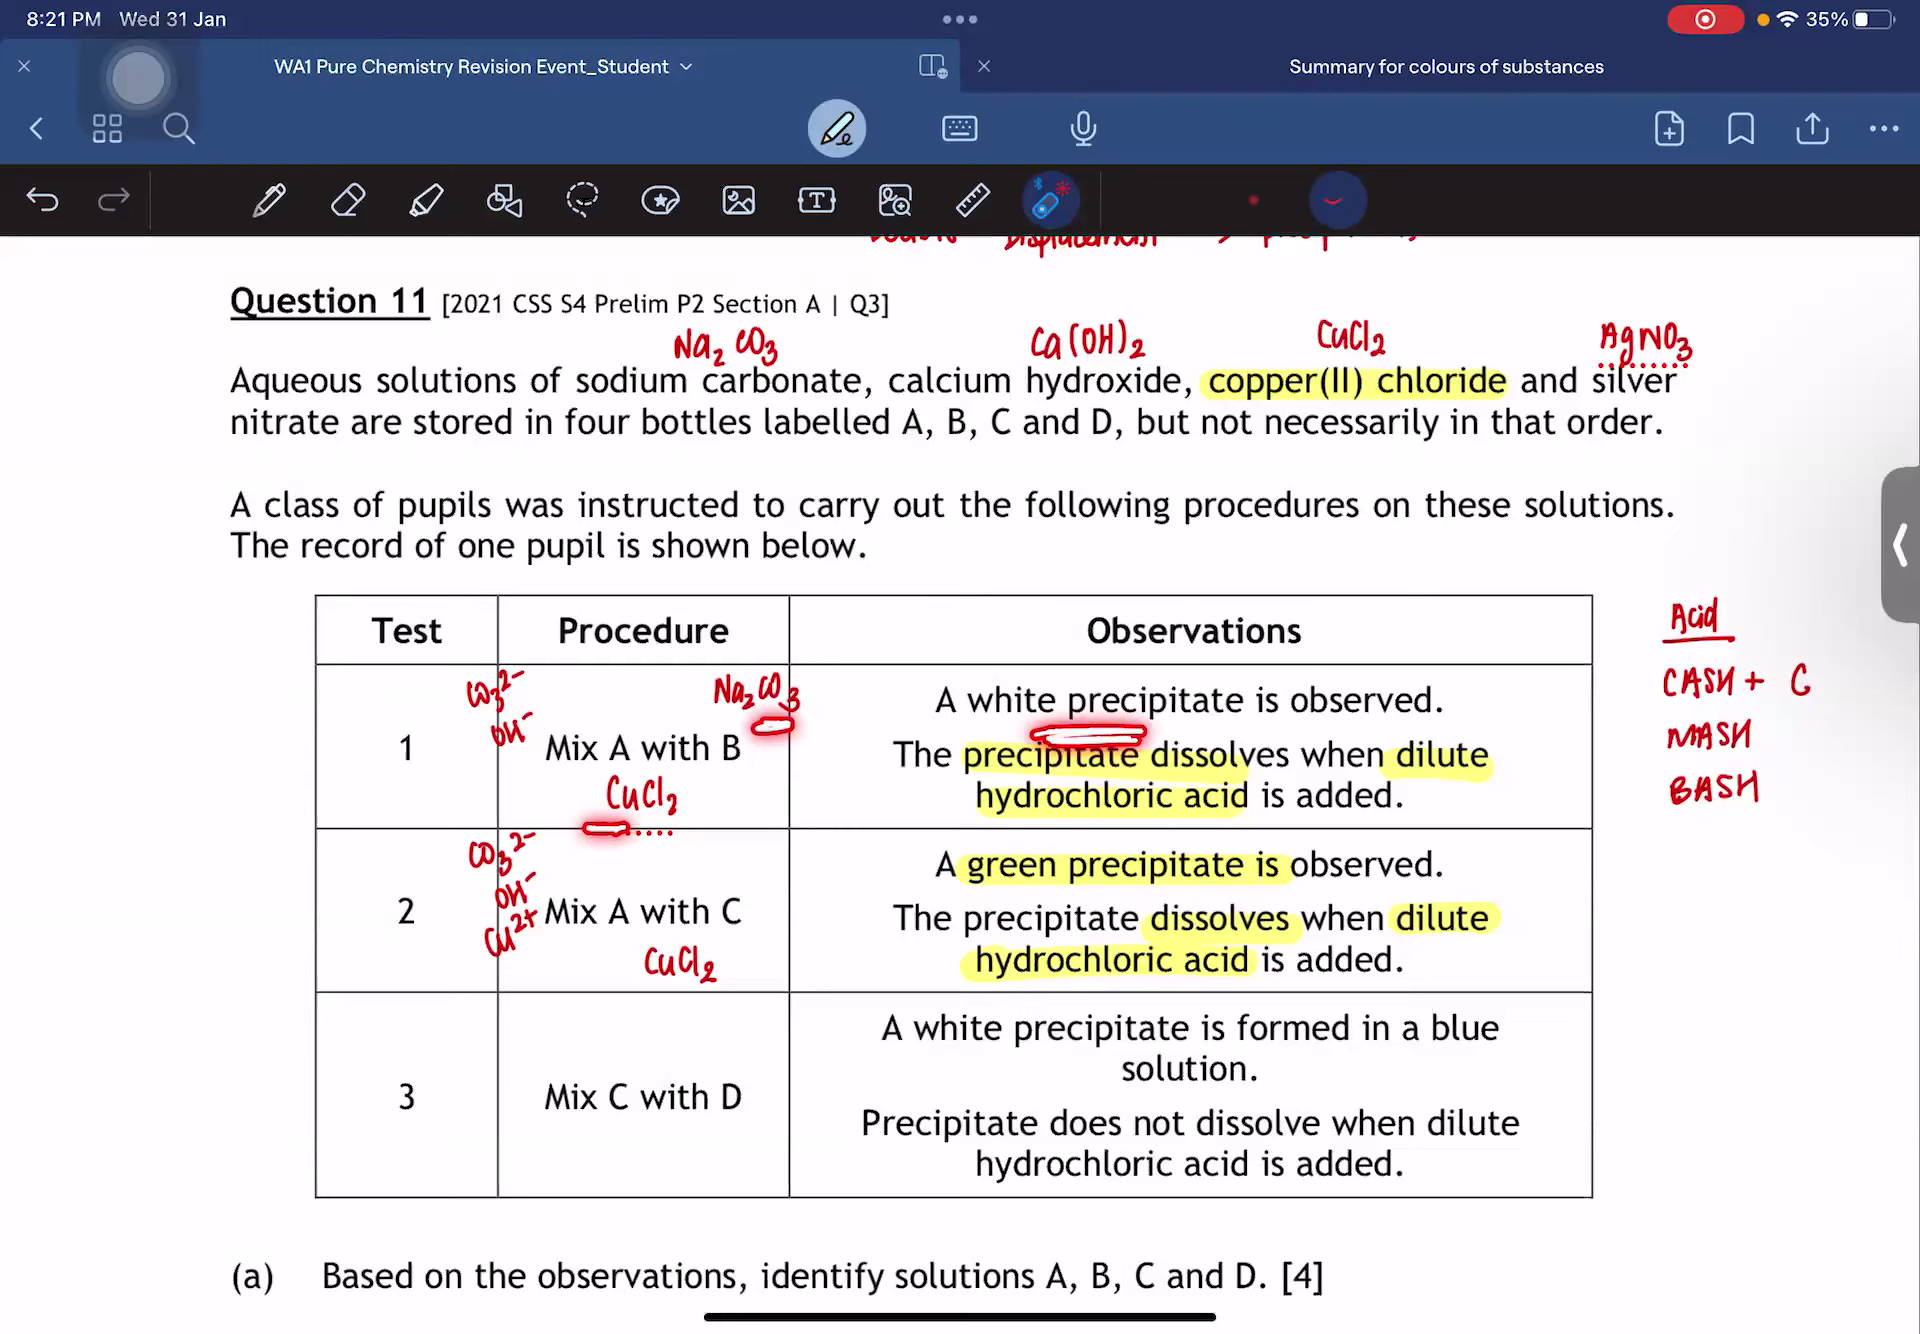 8:21 PM Wed 31 Jan
35%
WA1 Pure Chemistry Revision Event_Student
Summary for colours of substances
Displacement
Question 11 [2021 CSS S4 Prelim P2 Section A | Q3]
Na₂CO₃ Ca(OH)₂ CuCl₂ AgNO₃
Aqueous solutions of sodium carbonate, calcium hydroxide, copper(II) chloride and silver
nitrate are stored in four bottles labelled A, B, C and D, but not necessarily in that order.
A class of pupils was instructed to carry out the following procedures on these solutions.
The record of one pupil is shown below.
Test Procedure Observations
CO₃²⁻
OH⁻
Na₂CO₃
1
Mix A with B
CuCl₂
A white precipitate is observed.
The precipitate dissolves when dilute
hydrochloric acid is added.
CO₃²⁻
OH⁻
Cu²⁺
2
Mix A with C
CuCl₂
A green precipitate is observed.
The precipitate dissolves when dilute
hydrochloric acid is added.
3
Mix C with D
A white precipitate is formed in a blue
solution.
Precipitate does not dissolve when dilute
hydrochloric acid is added.
Acid
CASH + C
MASH
BASH
(a) Based on the observations, identify solutions A, B, C and D. [4]